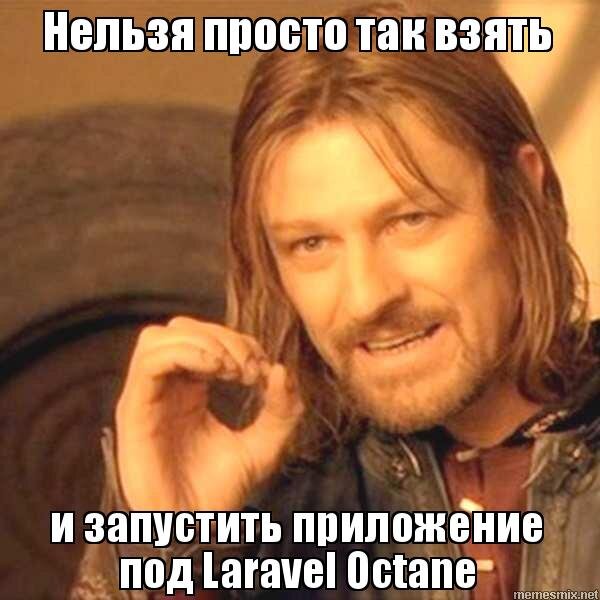 Нельзя просто так взять
и запустить приложение
под Laravel Octane
memesmix.net